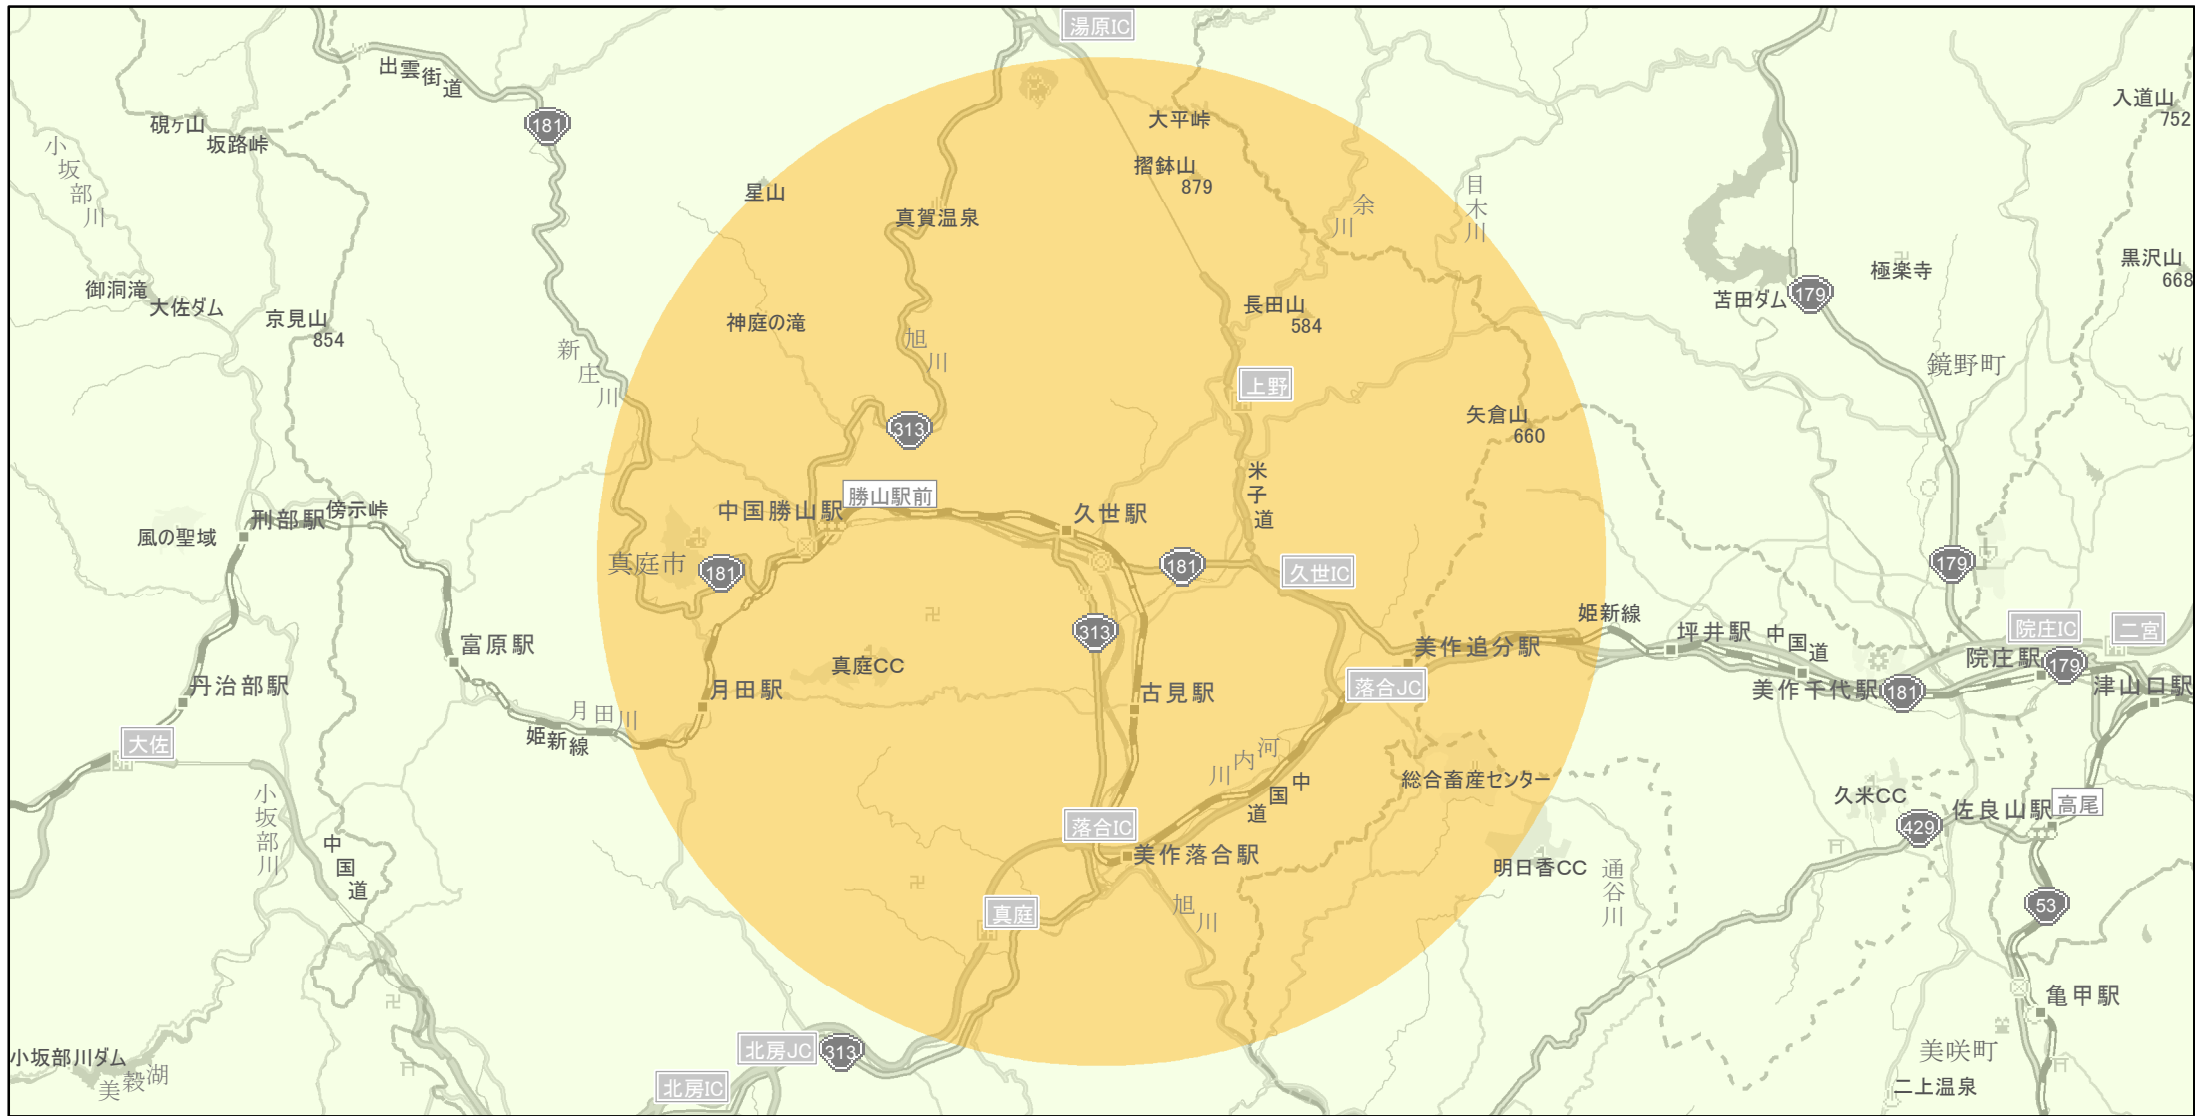 湯原IC
出雲街道
181
硯ヶ山
坂路峠
小坂部川
大平峠
摺鉢山
879
入道山
752
星山
真賀温泉
余川
目木川
御洞滝
大佐ダム
京見山
854
神庭の滝
旭川
長田山
584
苫田ダム
179
極楽寺
黒沢山
668
新庄川
上野
鏡野町
313
矢倉山
660
米子道
勝山駅前
中国勝山駅
久世駅
刑部駅
傍示峠
風の聖域
真庭市
181
181
久世IC
179
313
姫新線
坪井駅
中国道
院庄IC
二宮
富原駅
真庭CC
美作追分駅
院庄駅
179
丹治部駅
月田駅
古見駅
落合JC
美作千代駅
181
津山口駅
月田川
姫新線
大佐
河内川
中国道
総合畜産センター
小坂部川
中国道
落合IC
美作落合駅
久米CC
429
佐良山駅
高尾
明日香CC
通谷川
真庭
旭川
53
亀甲駅
北房JC
313
小坂部川ダム
美穀湖
北房IC
美咲町
二上温泉